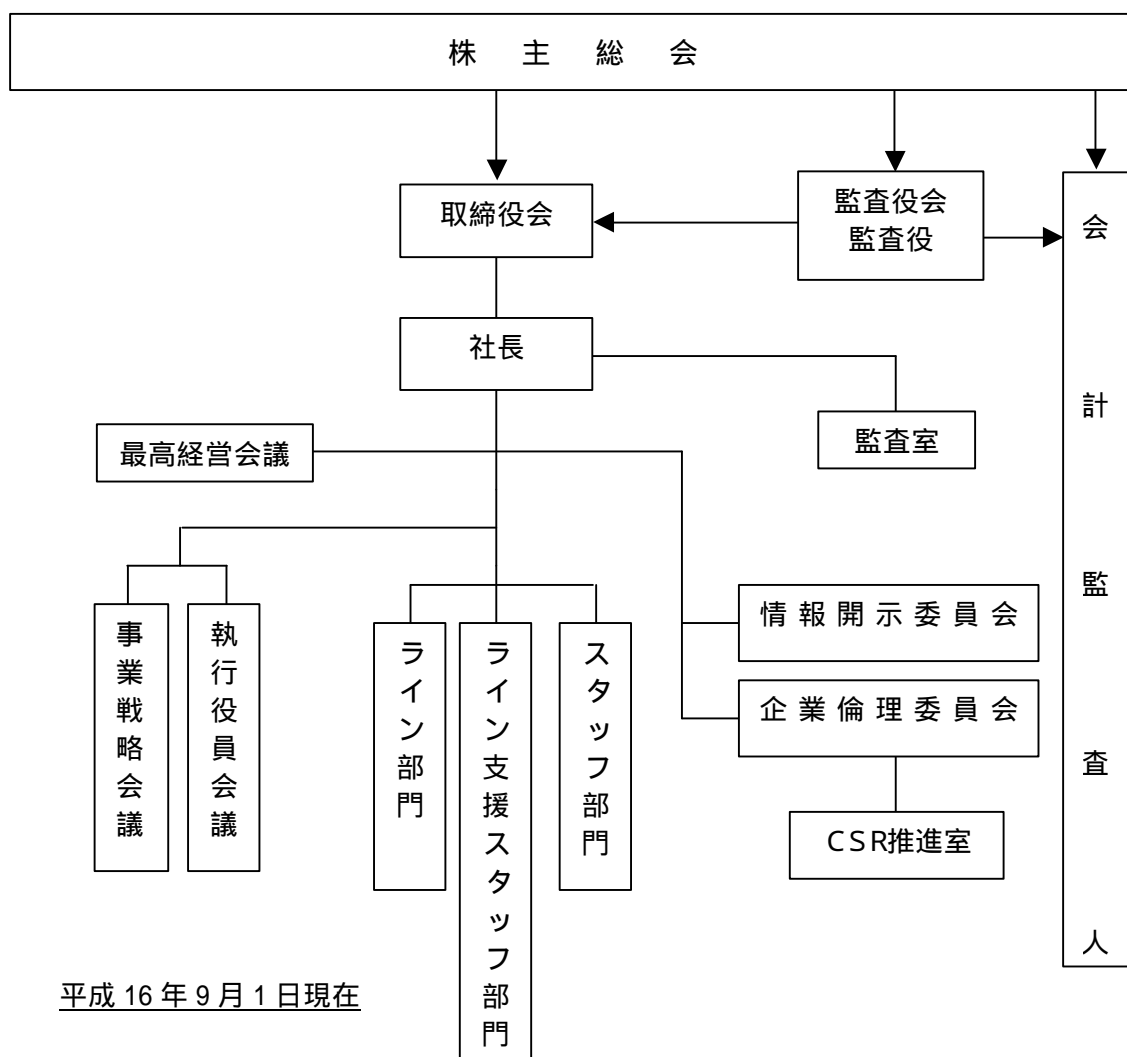 株主総会
取締役会
監査役会
監査役
会計監査人
社長
監査室
最高経営会議
事業戦略会議
執行役員会議
ライン部門
ライン支援スタッフ部門
スタッフ部門
情報開示委員会
企業倫理委員会
CSR推進室
平成 16 年 9 月 1 日現在